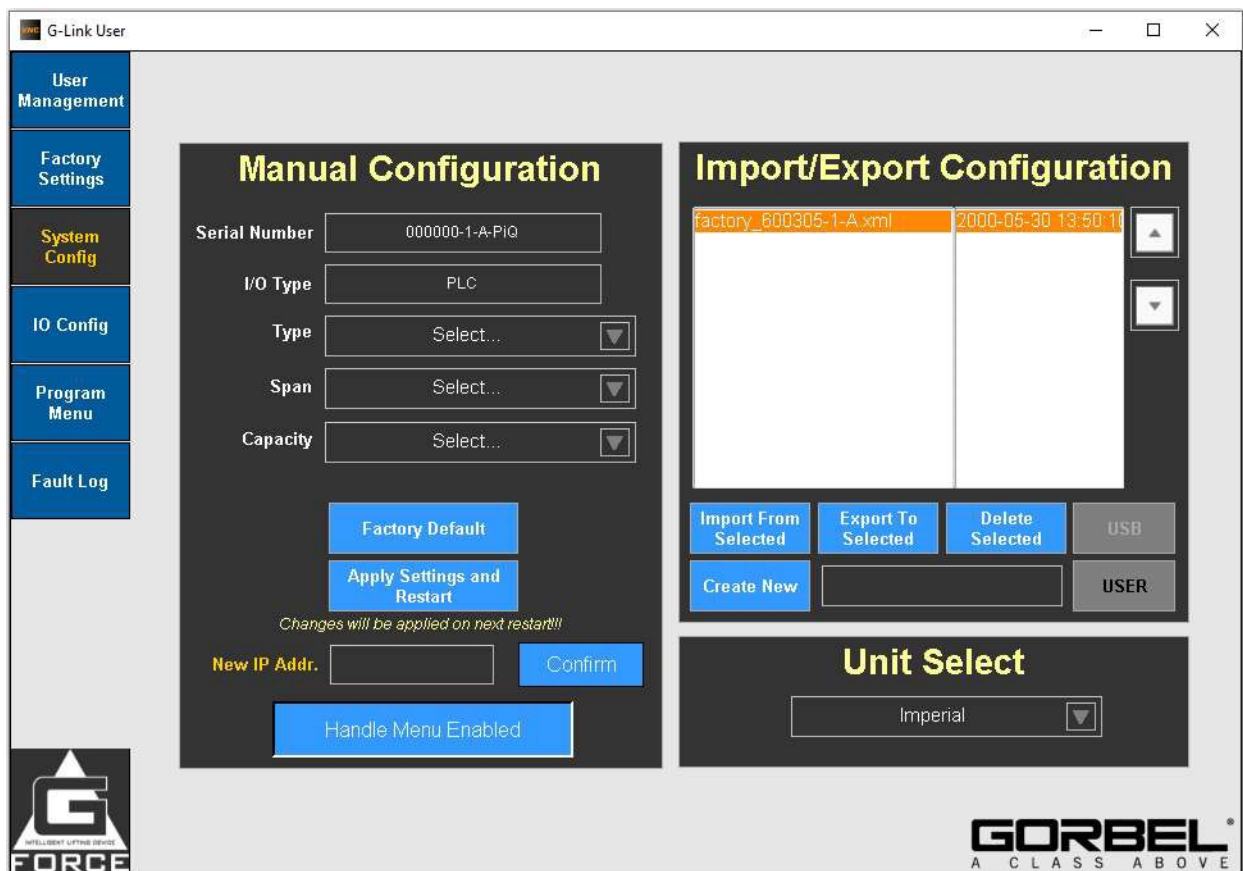 G-Link User
User
Management
Factory
Settings
System
Config
IO Config
Program
Menu
Fault Log
Manual Configuration
Serial Number
000000-1-A-PiQ
I/O Type
PLC
Type
Select...
Span
Select...
Capacity
Select...
Factory Default
Apply Settings and
Restart
Changes will be applied on next restart!!!
New IP Addr.
Confirm
Handle Menu Enabled
Import/Export Configuration
factory_600305-1-A.xml
2000-05-30 13:50:1
Import From
Selected
Export To
Selected
Delete
Selected
USB
Create New
USER
Unit Select
Imperial
G
INTELLIGENT LIFTING DEVICE
FORCE
GORBEL
A CLASS ABOVE